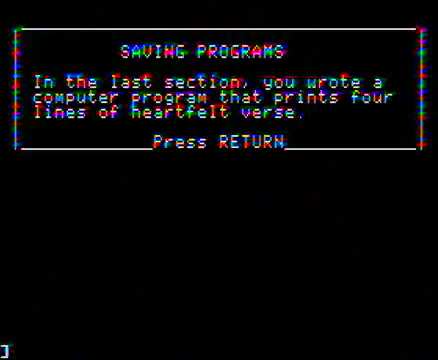 SAVING PROGRAMS
In the last section, you wrote a
computer program that prints four
lines of heartfelt verse.
Press RETURN
]